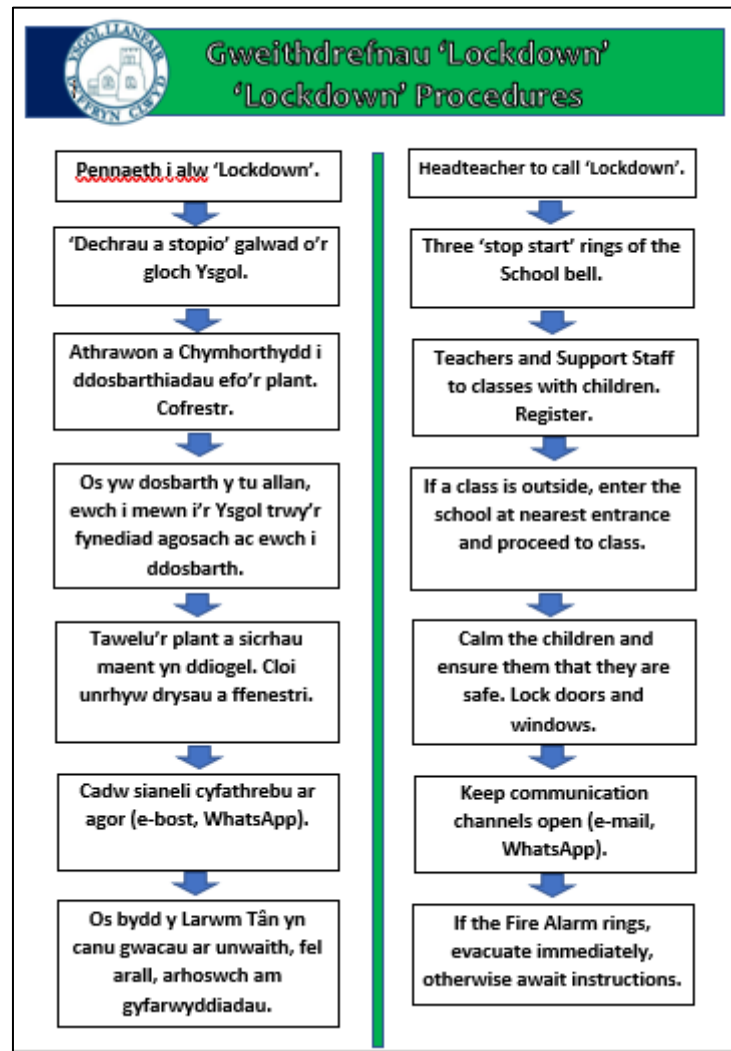 YSGOL LLANFAIR
DYFFRYN CLWYD
Gweithdrefnau ‘Lockdown’
‘Lockdown’ Procedures
Pennaeth i alw ‘Lockdown’.
‘Dechrau a stopio’ galwad o’r
gloch Ysgol.
Athrawon a Chymhorthydd i
ddosbarthiadau efo’r plant.
Cofrestr.
Os yw dosbarth y tu allan,
ewch i mewn i’r Ysgol trwy’r
fynediad agosach ac ewch i
ddosbarth.
Tawelu’r plant a sicrhau
maent yn ddiogel. Cloi
unrhyw drysau a ffenestri.
Cadw sianeli cyfathrebu ar
agor (e-bost, WhatsApp).
Os bydd y Larwm Tân yn
canu gwacau ar unwaith, fel
arall, arhoswch am
gyfarwyddiadau.
Headteacher to call ‘Lockdown’.
Three ‘stop start’ rings of the
School bell.
Teachers and Support Staff
to classes with children.
Register.
If a class is outside, enter the
school at nearest entrance
and proceed to class.
Calm the children and
ensure them that they are
safe. Lock doors and
windows.
Keep communication
channels open (e-mail,
WhatsApp).
If the Fire Alarm rings,
evacuate immediately,
otherwise await instructions.